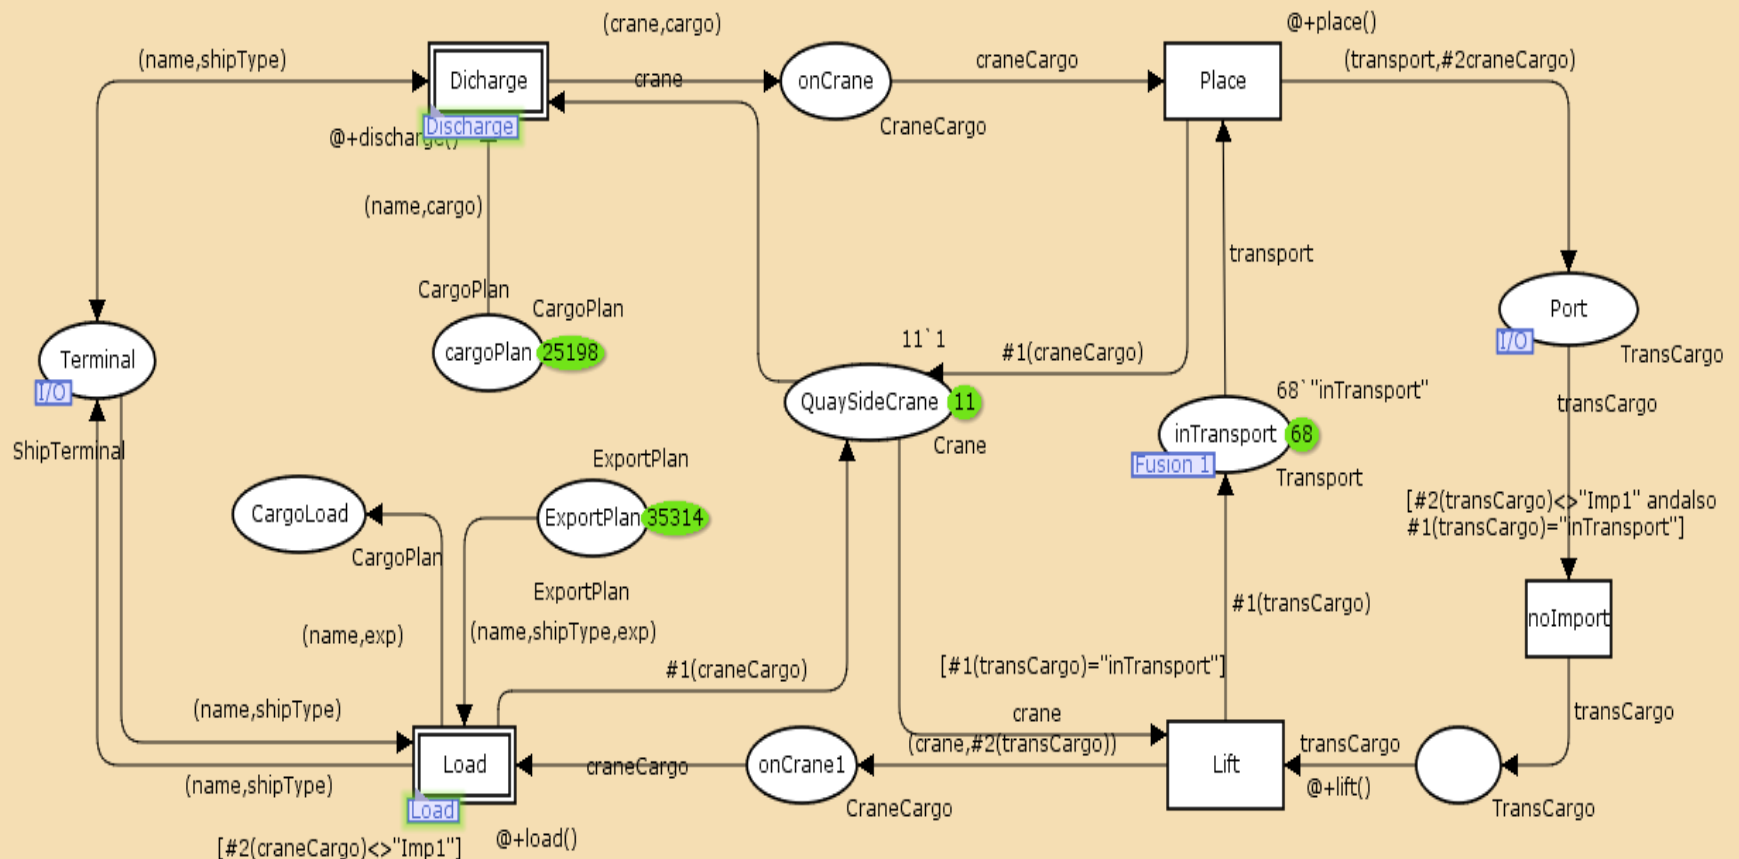 @+place()
(crane,cargo)
(name,shipType)
craneCargo
(transport,#2craneCargo)
Dicharge
crane
onCrane
Place
Discharge
CraneCargo
@+discharge()
(name,cargo)
transport
CargoPlan
CargoPlan
Port
11`1
I/O
cargoPlan
25198
#1(craneCargo)
TransCargo
Terminal
I/O
68`"inTransport"
QuaySideCrane
11
transCargo
inTransport
68
ShipTerminal
Crane
ExportPlan
Fusion 1
Transport
[#2(transCargo)<>"Imp1" andalso
#1(transCargo)="inTransport"]
CargoLoad
ExportPlan
35314
CargoPlan
ExportPlan
#1(transCargo)
noImport
(name,exp)
(name,shipType,exp)
#1(craneCargo)
[#1(transCargo)="inTransport"]
(name,shipType)
crane
transCargo
(crane,#2(transCargo))
transCargo
Load
craneCargo
onCrane1
Lift
(name,shipType)
@+lift()
Load
CraneCargo
TransCargo
@+load()
[#2(craneCargo)<>"Imp1"]